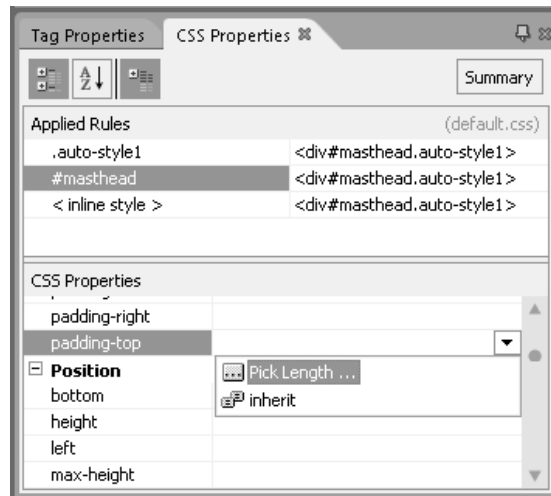 Tag Properties CSS Properties
A Z Summary
Applied Rules (default.css)
.auto-style1 <div#masthead.auto-style1>
#masthead <div#masthead.auto-style1>
< inline style > <div#masthead.auto-style1>
CSS Properties
padding-right
padding-top
Position Pick Length ...
bottom inherit
height
left
max-height